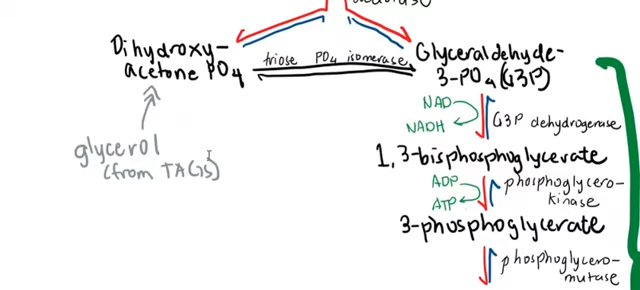 Dihydroxy-
acetone PO4
triose PO4 isomerase
Glyceraldehyde-
3-PO4 (G3P)
glycerol
(from TAGs)
NAD
NADH
G3P dehydrogenase
1,3-bisphosphoglycerate
ADP
ATP
phosphoglycero-
kinase
3-phosphoglycerate
phosphoglycero-
mutase